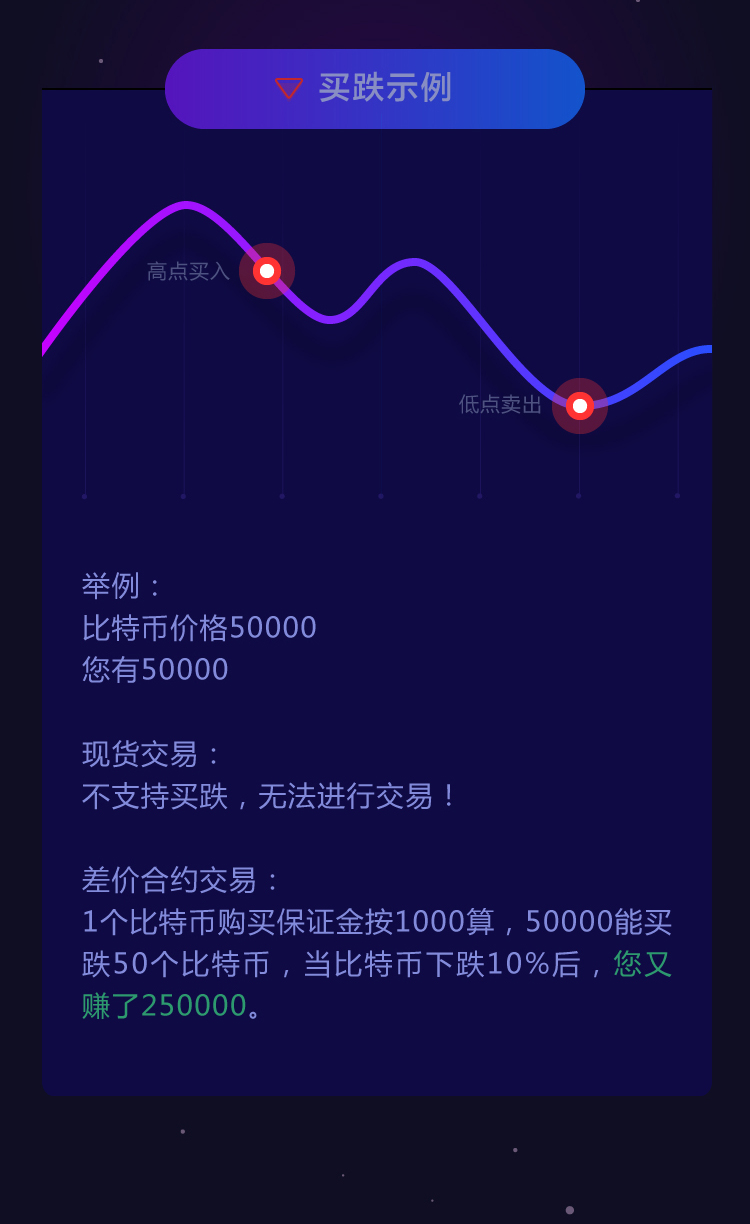 买跌示例
高点买入
低点卖出
举例：
比特币价格50000
您有50000
现货交易：
不支持买跌，无法进行交易！
差价合约交易：
1个比特币购买保证金按1000算，50000能买
跌50个比特币，当比特币下跌10%后，您又
赚了250000。